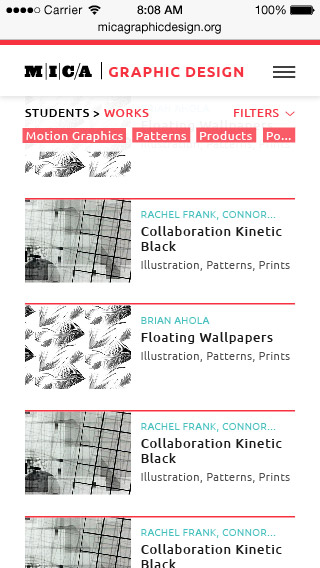 Carrier 8:08 AM 100%
micagraphicdesign.org
MICA | GRAPHIC DESIGN
STUDENTS > WORKS FILTERS
Motion Graphics Patterns Products Po...
RACHEL FRANK, CONNOR...
Collaboration Kinetic
Black
Illustration, Patterns, Prints
BRIAN AHOLA
Floating Wallpapers
Illustration, Patterns, Prints
RACHEL FRANK, CONNOR...
Collaboration Kinetic
Black
Illustration, Patterns, Prints
RACHEL FRANK, CONNOR...
Collaboration Kinetic
Black